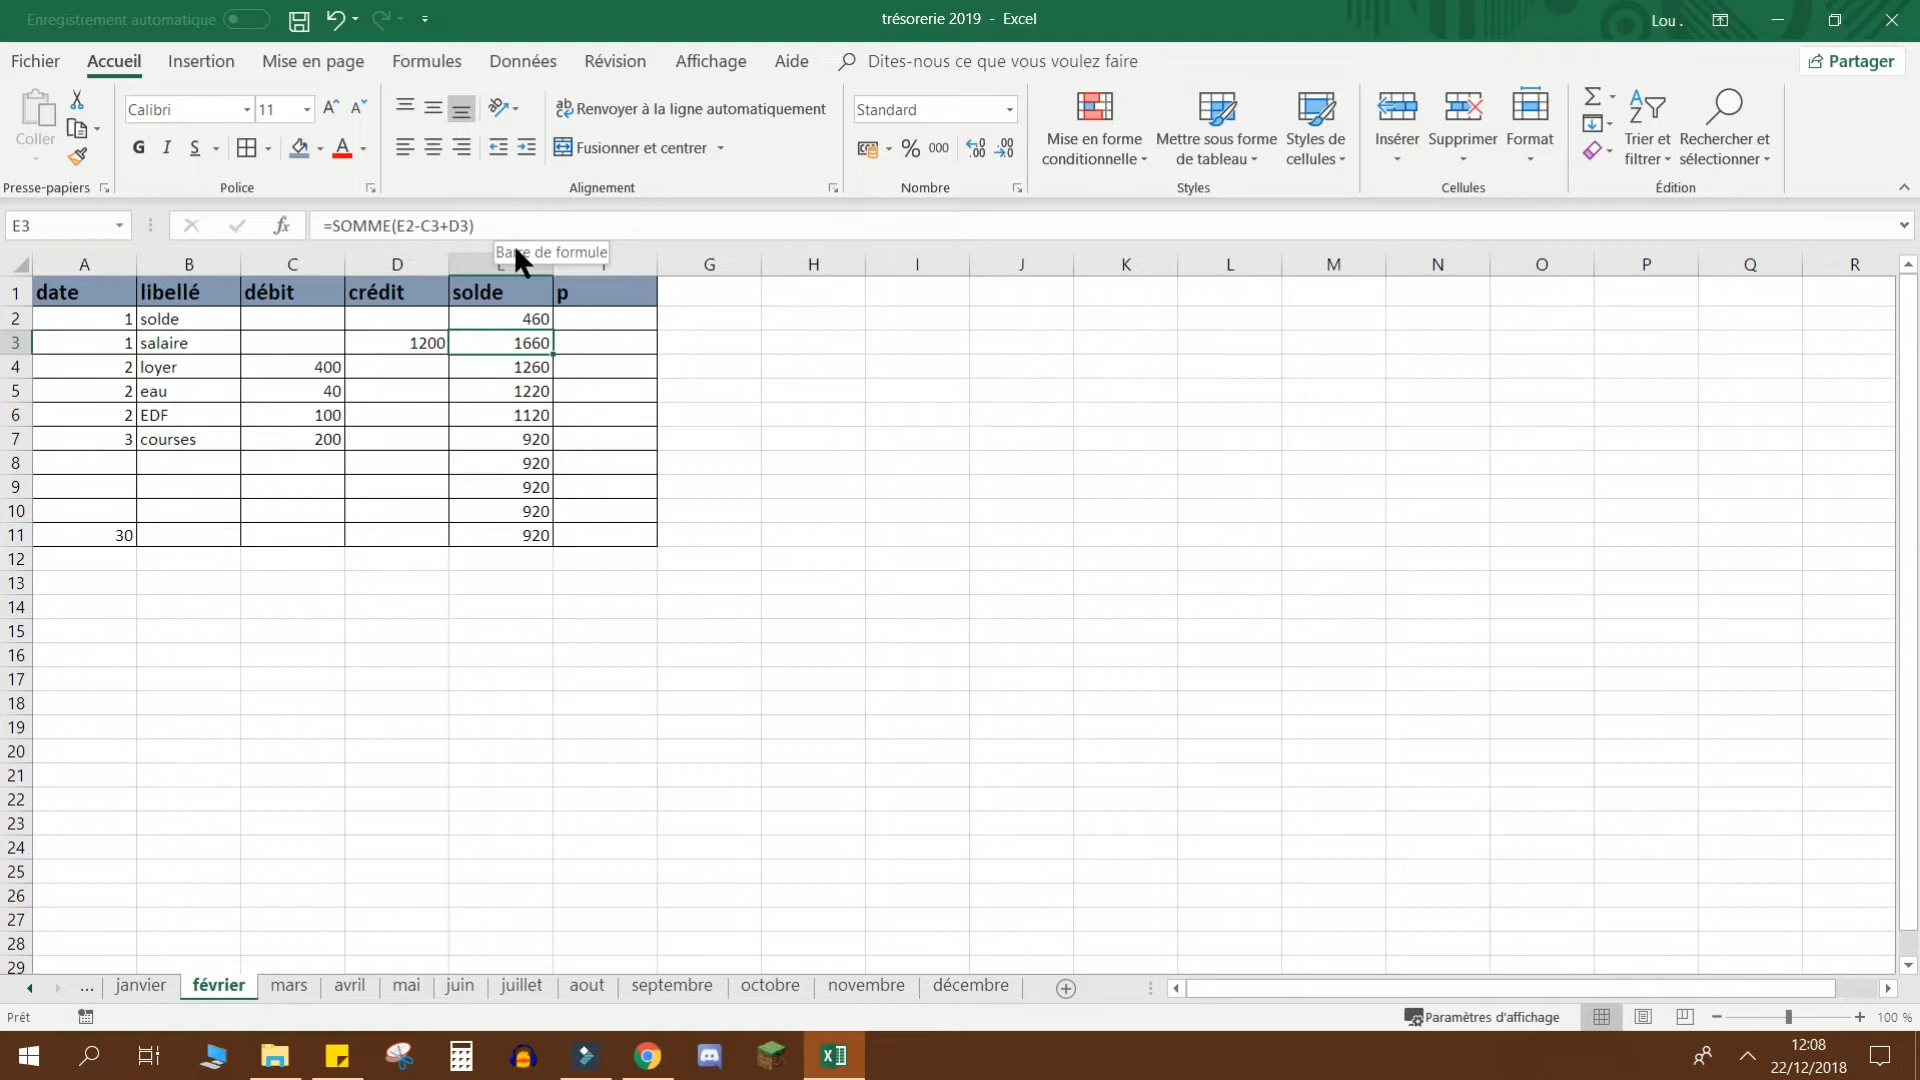 Enregistrement automatique
trésorerie 2019 - Excel
Lou .
Fichier Accueil Insertion Mise en page Formules Données Révision Affichage Aide Dites-nous ce que vous voulez faire
Partager
Coller
Calibri 11
G I S
Renvoyer à la ligne automatiquement
Fusionner et centrer
Standard
% 000
Mise en forme conditionnelle
Mettre sous forme de tableau
Styles de cellules
Insérer Supprimer Format
Trier et filtrer
Rechercher et sélectionner
Presse-papiers Police Alignement Nombre Styles Cellules Édition
E3 fx =SOMME(E2-C3+D3)
Barre de formule
A B C D E F G H I J K L M N O P Q R
1 date libellé débit crédit solde p
2 1 solde 460
3 1 salaire 1200 1660
4 2 loyer 400 1260
5 2 eau 40 1220
6 2 EDF 100 1120
7 3 courses 200 920
8 920
9 920
10 920
11 30 920
12
13
14
15
16
17
18
19
20
21
22
23
24
25
26
27
28
29
... janvier février mars avril mai juin juillet aout septembre octobre novembre décembre
Prêt
Paramètres d'affichage
100 %
12:08
22/12/2018